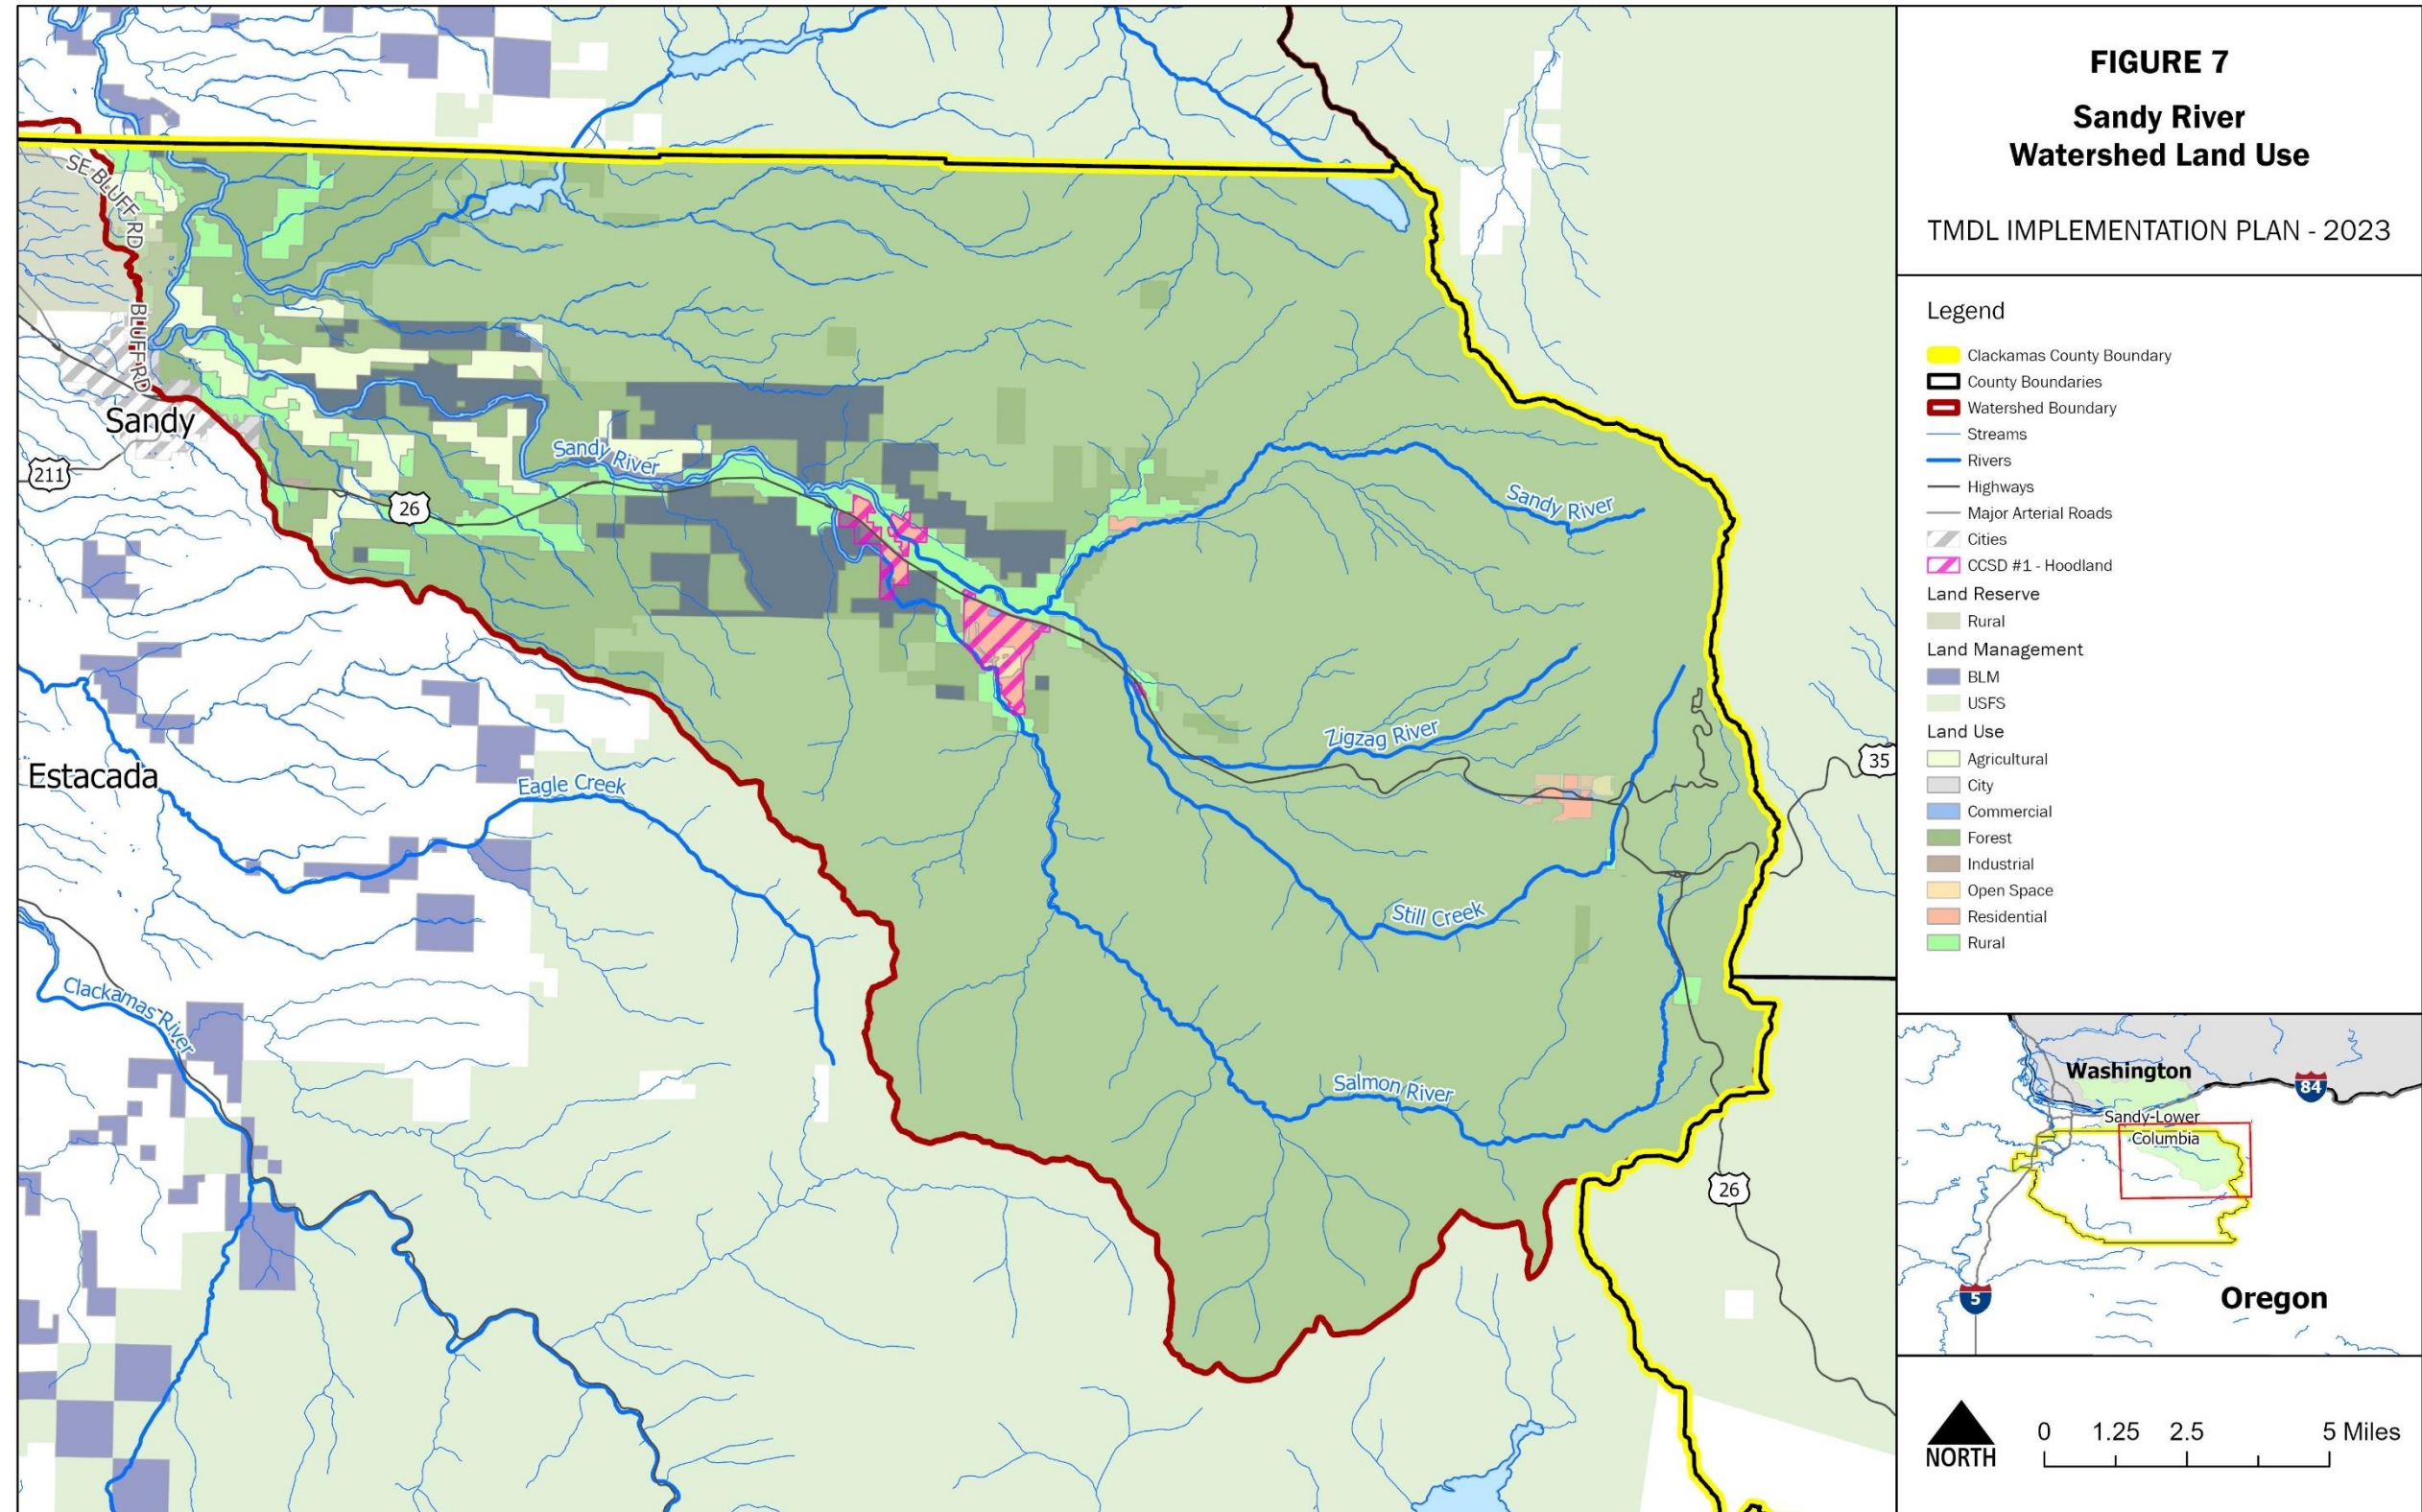 SE BLUFF RD
BLUFF RD
Sandy
211
26
Sandy River
Sandy River
Zigzag River
35
Estacada
Eagle Creek
Still Creek
Clackamas River
Salmon River
26
FIGURE 7
Sandy River
Watershed Land Use
TMDL IMPLEMENTATION PLAN - 2023
Legend
Clackamas County Boundary
County Boundaries
Watershed Boundary
Streams
Rivers
Highways
Major Arterial Roads
Cities
CCSD #1 - Hoodland
Land Reserve
Rural
Land Management
BLM
USFS
Land Use
Agricultural
City
Commercial
Forest
Industrial
Open Space
Residential
Rural
Washington
84
Sandy-Lower
Columbia
5
Oregon
NORTH
0 1.25 2.5 5 Miles